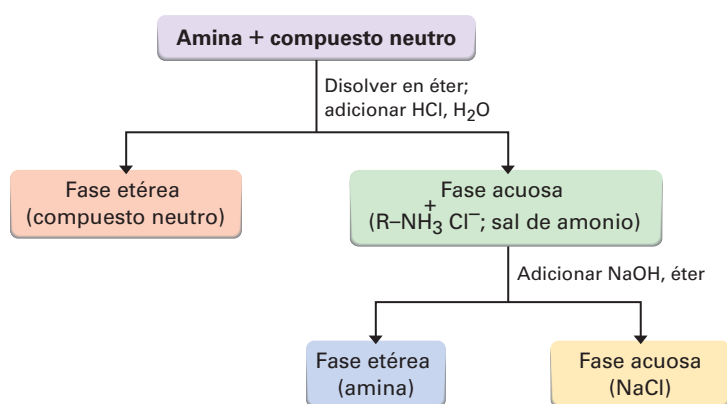 Amina + compuesto neutro
Disolver en éter;
adicionar HCl, H₂O
Fase etérea
(compuesto neutro)
Fase acuosa
(R–NH₃⁺ Cl⁻; sal de amonio)
Adicionar NaOH, éter
Fase etérea
(amina)
Fase acuosa
(NaCl)